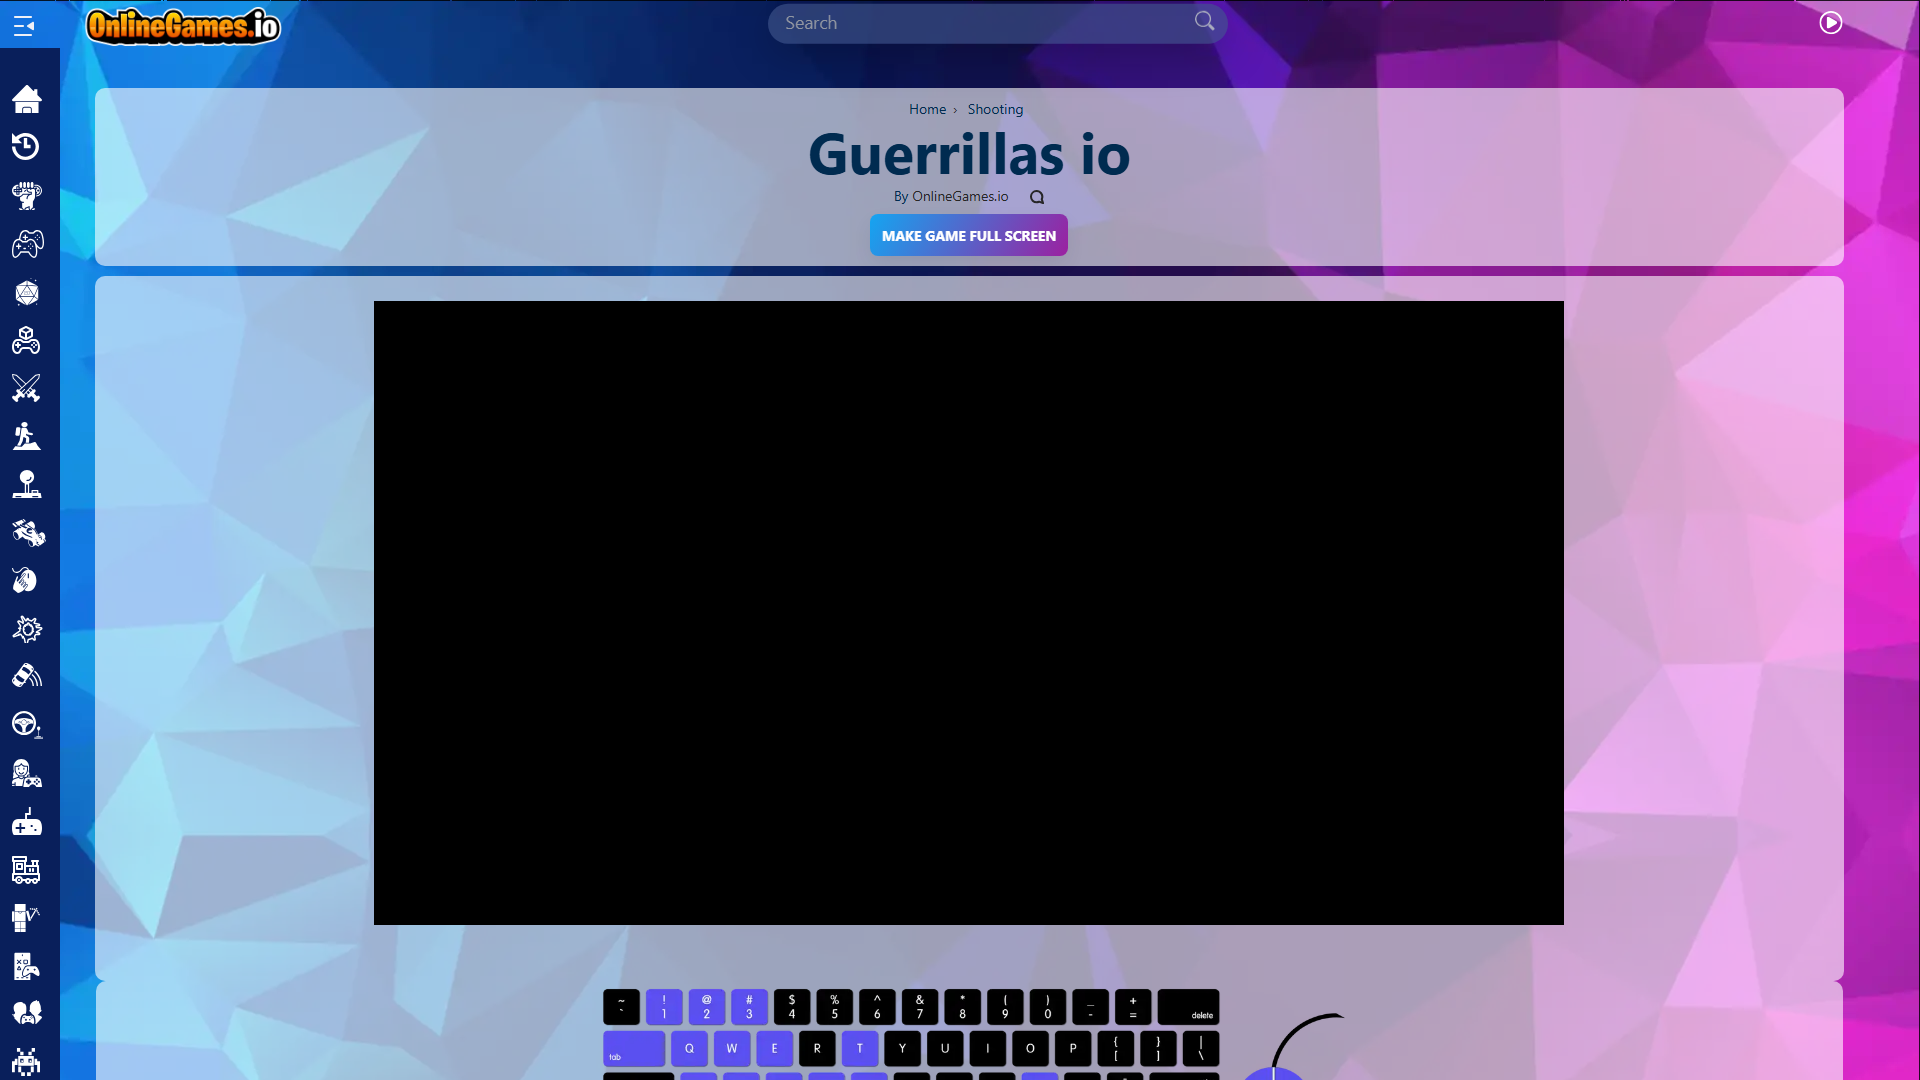 OnlineGames.io
Search
Home › Shooting
Guerrillas io
By OnlineGames.io
MAKE GAME FULL SCREEN
~ ! @ # $ % ^ & * ( ) _ +
` 1 2 3 4 5 6 7 8 9 0 - = delete
tab Q W E R T Y U I O P { [ } ] | \